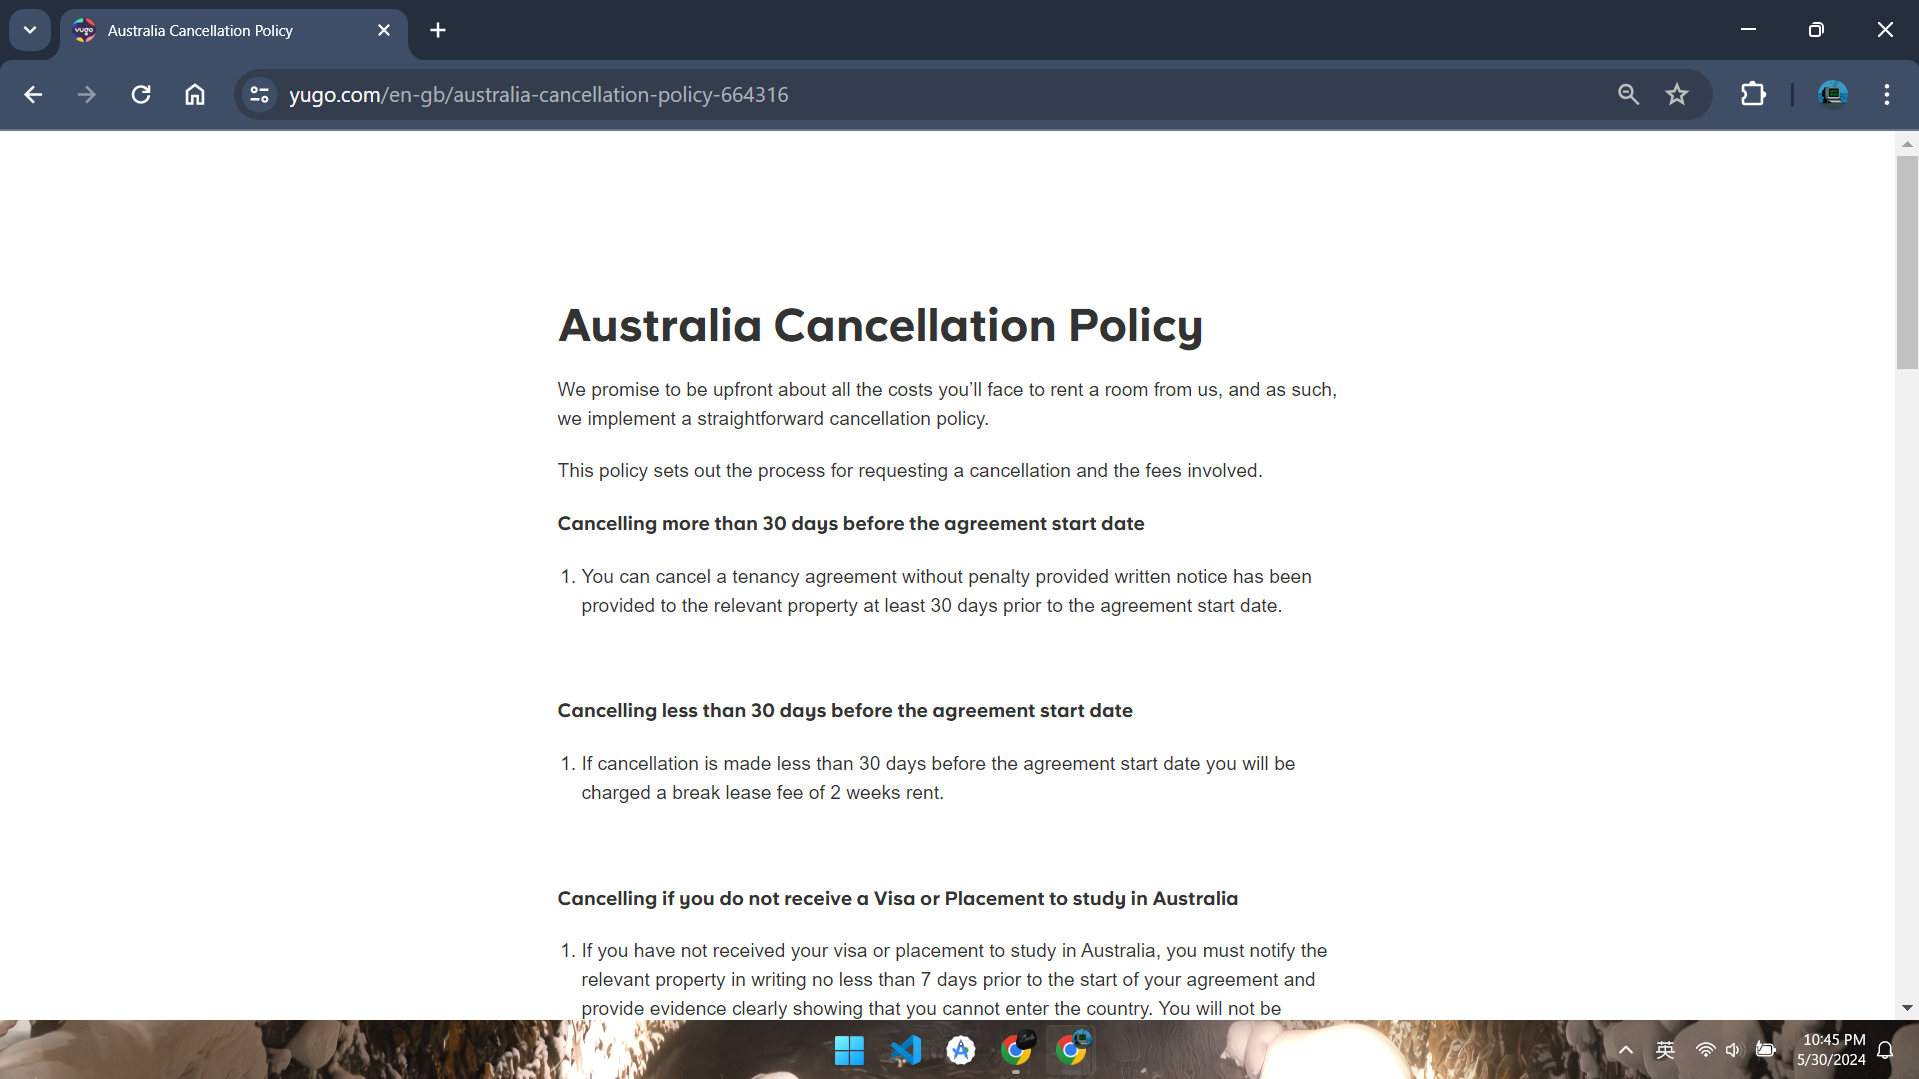 Australia Cancellation Policy
yugo.com/en-gb/australia-cancellation-policy-664316
Australia Cancellation Policy
We promise to be upfront about all the costs you’ll face to rent a room from us, and as such,
we implement a straightforward cancellation policy.
This policy sets out the process for requesting a cancellation and the fees involved.
Cancelling more than 30 days before the agreement start date
1. You can cancel a tenancy agreement without penalty provided written notice has been
provided to the relevant property at least 30 days prior to the agreement start date.
Cancelling less than 30 days before the agreement start date
1. If cancellation is made less than 30 days before the agreement start date you will be
charged a break lease fee of 2 weeks rent.
Cancelling if you do not receive a Visa or Placement to study in Australia
1. If you have not received your visa or placement to study in Australia, you must notify the
relevant property in writing no less than 7 days prior to the start of your agreement and
provide evidence clearly showing that you cannot enter the country. You will not be
英
10:45 PM
5/30/2024